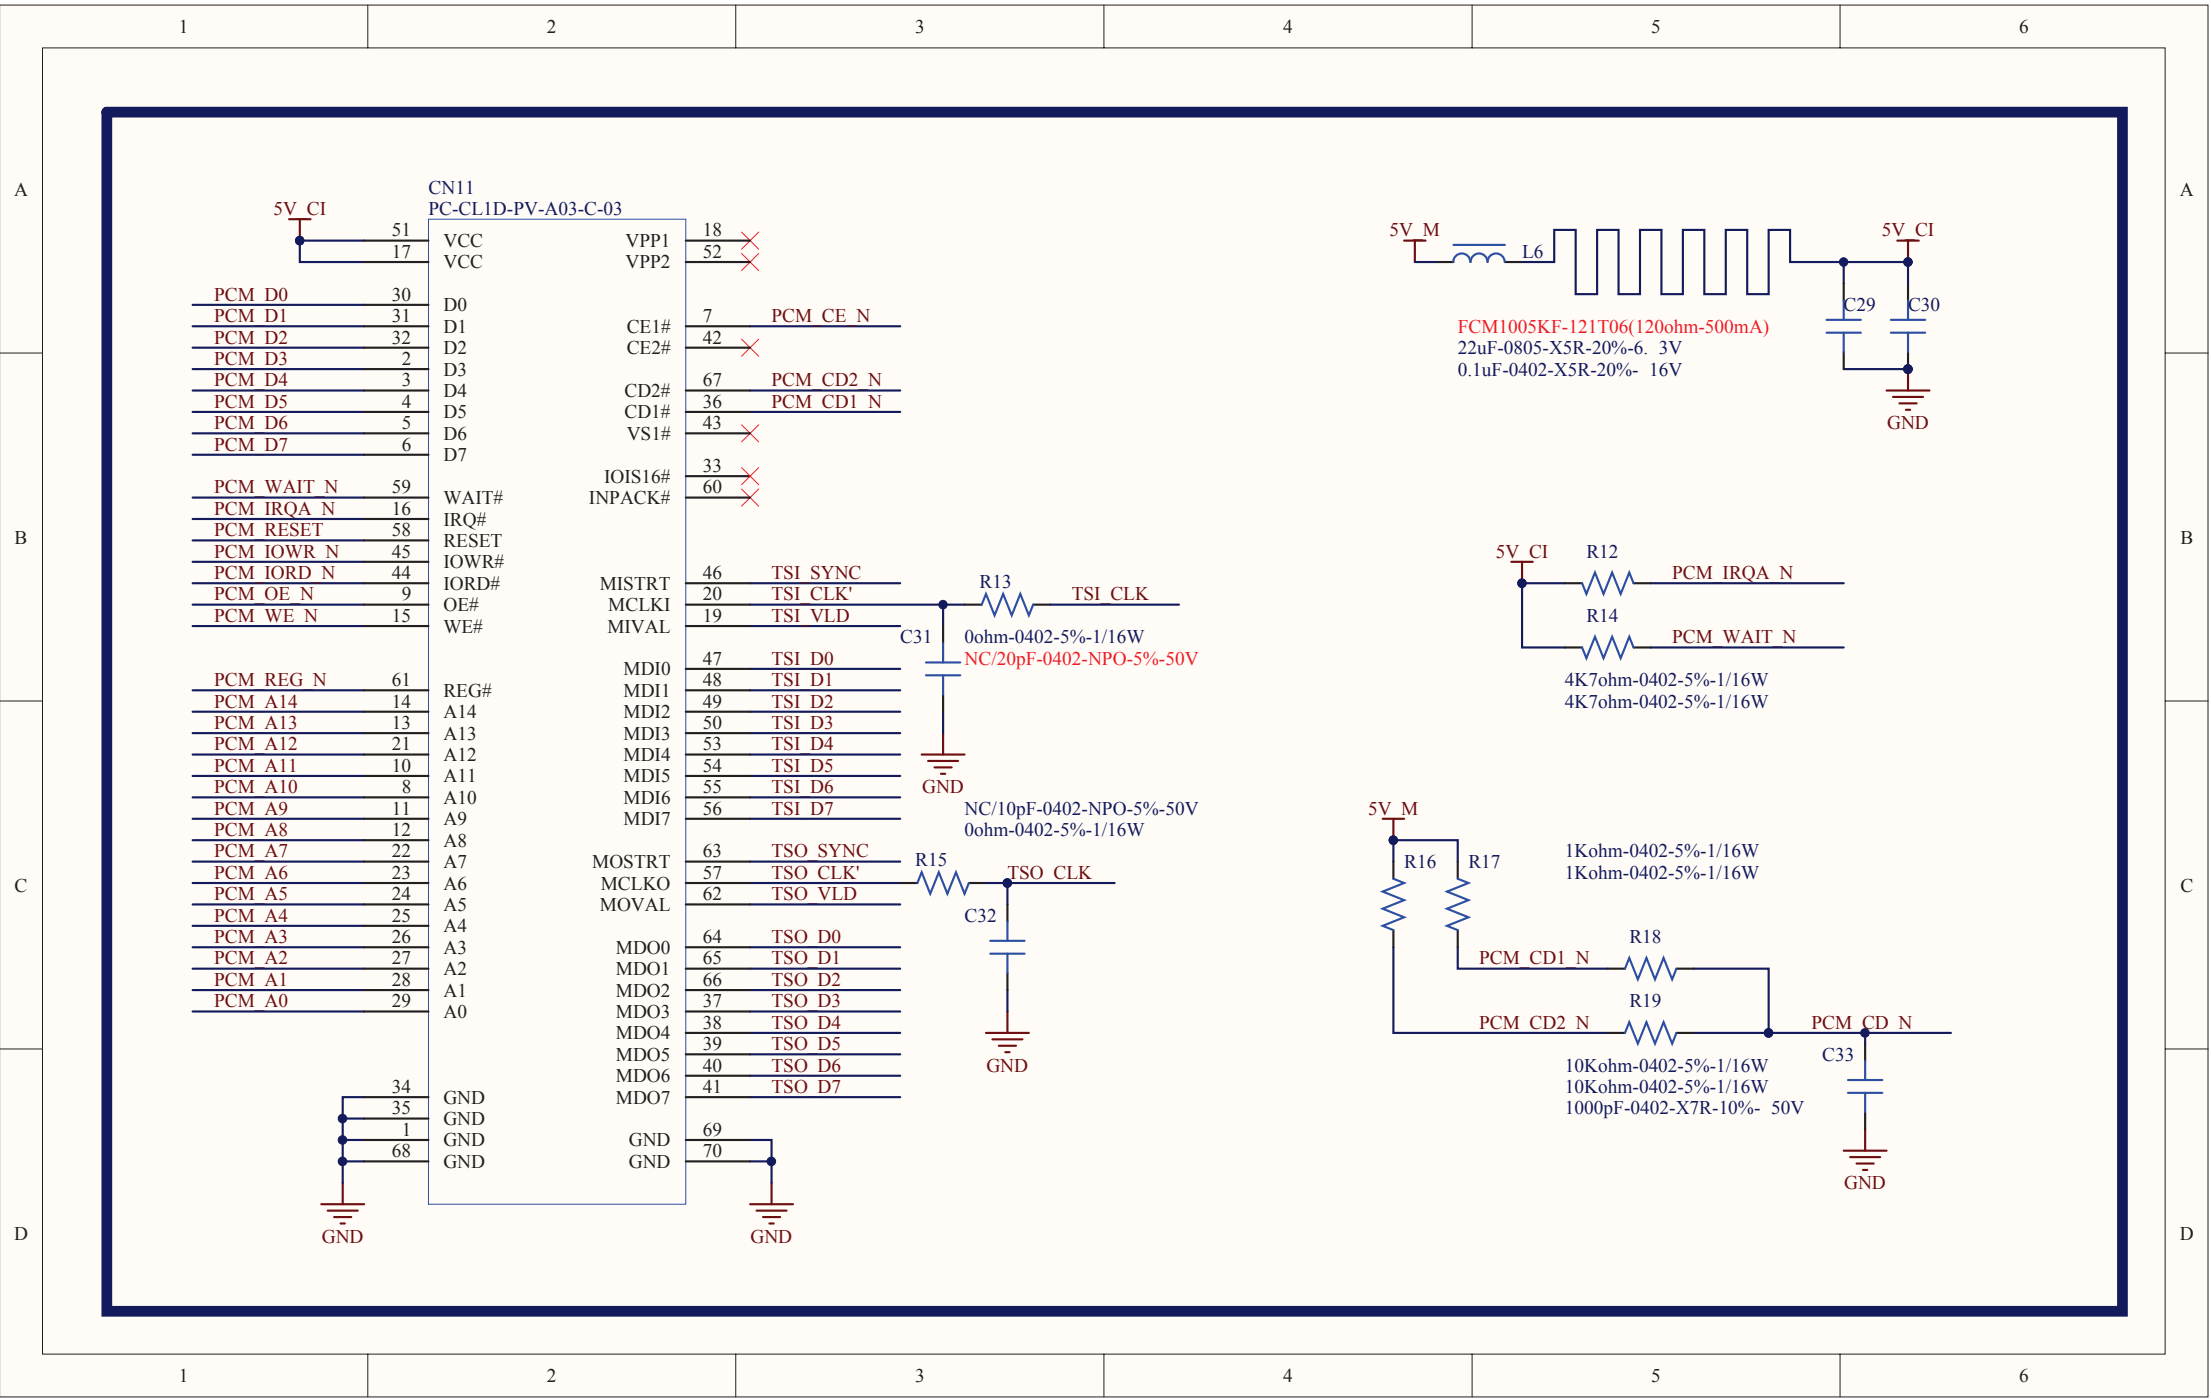 1 2 3 4 5 6
A A
B B
C C
D D
CN11
PC-CL1D-PV-A03-C-03
5V_CI
51 VCC
17 VCC
PCM_D0 30 D0
PCM_D1 31 D1
PCM_D2 32 D2
PCM_D3 2 D3
PCM_D4 3 D4
PCM_D5 4 D5
PCM_D6 5 D6
PCM_D7 6 D7
PCM_WAIT_N 59 WAIT#
PCM_IRQA_N 16 IRQ#
PCM_RESET 58 RESET
PCM_IOWR_N 45 IOWR#
PCM_IORD_N 44 IORD#
PCM_OE_N 9 OE#
PCM_WE_N 15 WE#
PCM_REG_N 61 REG#
PCM_A14 14 A14
PCM_A13 13 A13
PCM_A12 21 A12
PCM_A11 10 A11
PCM_A10 8 A10
PCM_A9 11 A9
PCM_A8 12 A8
PCM_A7 22 A7
PCM_A6 23 A6
PCM_A5 24 A5
PCM_A4 25 A4
PCM_A3 26 A3
PCM_A2 27 A2
PCM_A1 28 A1
PCM_A0 29 A0
34 GND
35 GND
1 GND
68 GND
GND
VPP1 18
VPP2 52
CE1# 7 PCM_CE_N
CE2# 42
CD2# 67 PCM_CD2_N
CD1# 36 PCM_CD1_N
VS1# 43
IOIS16# 33
INPACK# 60
MISTRT 46 TSI_SYNC
MCLKI 20 TSI_CLK'
MIVAL 19 TSI_VLD
MDI0 47 TSI_D0
MDI1 48 TSI_D1
MDI2 49 TSI_D2
MDI3 50 TSI_D3
MDI4 53 TSI_D4
MDI5 54 TSI_D5
MDI6 55 TSI_D6
MDI7 56 TSI_D7
MOSTRT 63 TSO_SYNC
MCLKO 57 TSO_CLK'
MOVAL 62 TSO_VLD
MDO0 64 TSO_D0
MDO1 65 TSO_D1
MDO2 66 TSO_D2
MDO3 37 TSO_D3
MDO4 38 TSO_D4
MDO5 39 TSO_D5
MDO6 40 TSO_D6
MDO7 41 TSO_D7
GND 69
GND 70
GND
R13
TSI_CLK
C31
0ohm-0402-5%-1/16W
NC/20pF-0402-NPO-5%-50V
GND
NC/10pF-0402-NPO-5%-50V
0ohm-0402-5%-1/16W
R15
TSO_CLK
C32
GND
5V_M
L6
5V_CI
C29 C30
FCM1005KF-121T06(120ohm-500mA)
22uF-0805-X5R-20%-6. 3V
0.1uF-0402-X5R-20%- 16V
GND
5V_CI
R12 PCM_IRQA_N
R14 PCM_WAIT_N
4K7ohm-0402-5%-1/16W
4K7ohm-0402-5%-1/16W
5V_M
R16 R17
1Kohm-0402-5%-1/16W
1Kohm-0402-5%-1/16W
PCM_CD1_N R18
PCM_CD2_N R19 PCM_CD_N
C33
10Kohm-0402-5%-1/16W
10Kohm-0402-5%-1/16W
1000pF-0402-X7R-10%- 50V
GND
1 2 3 4 5 6